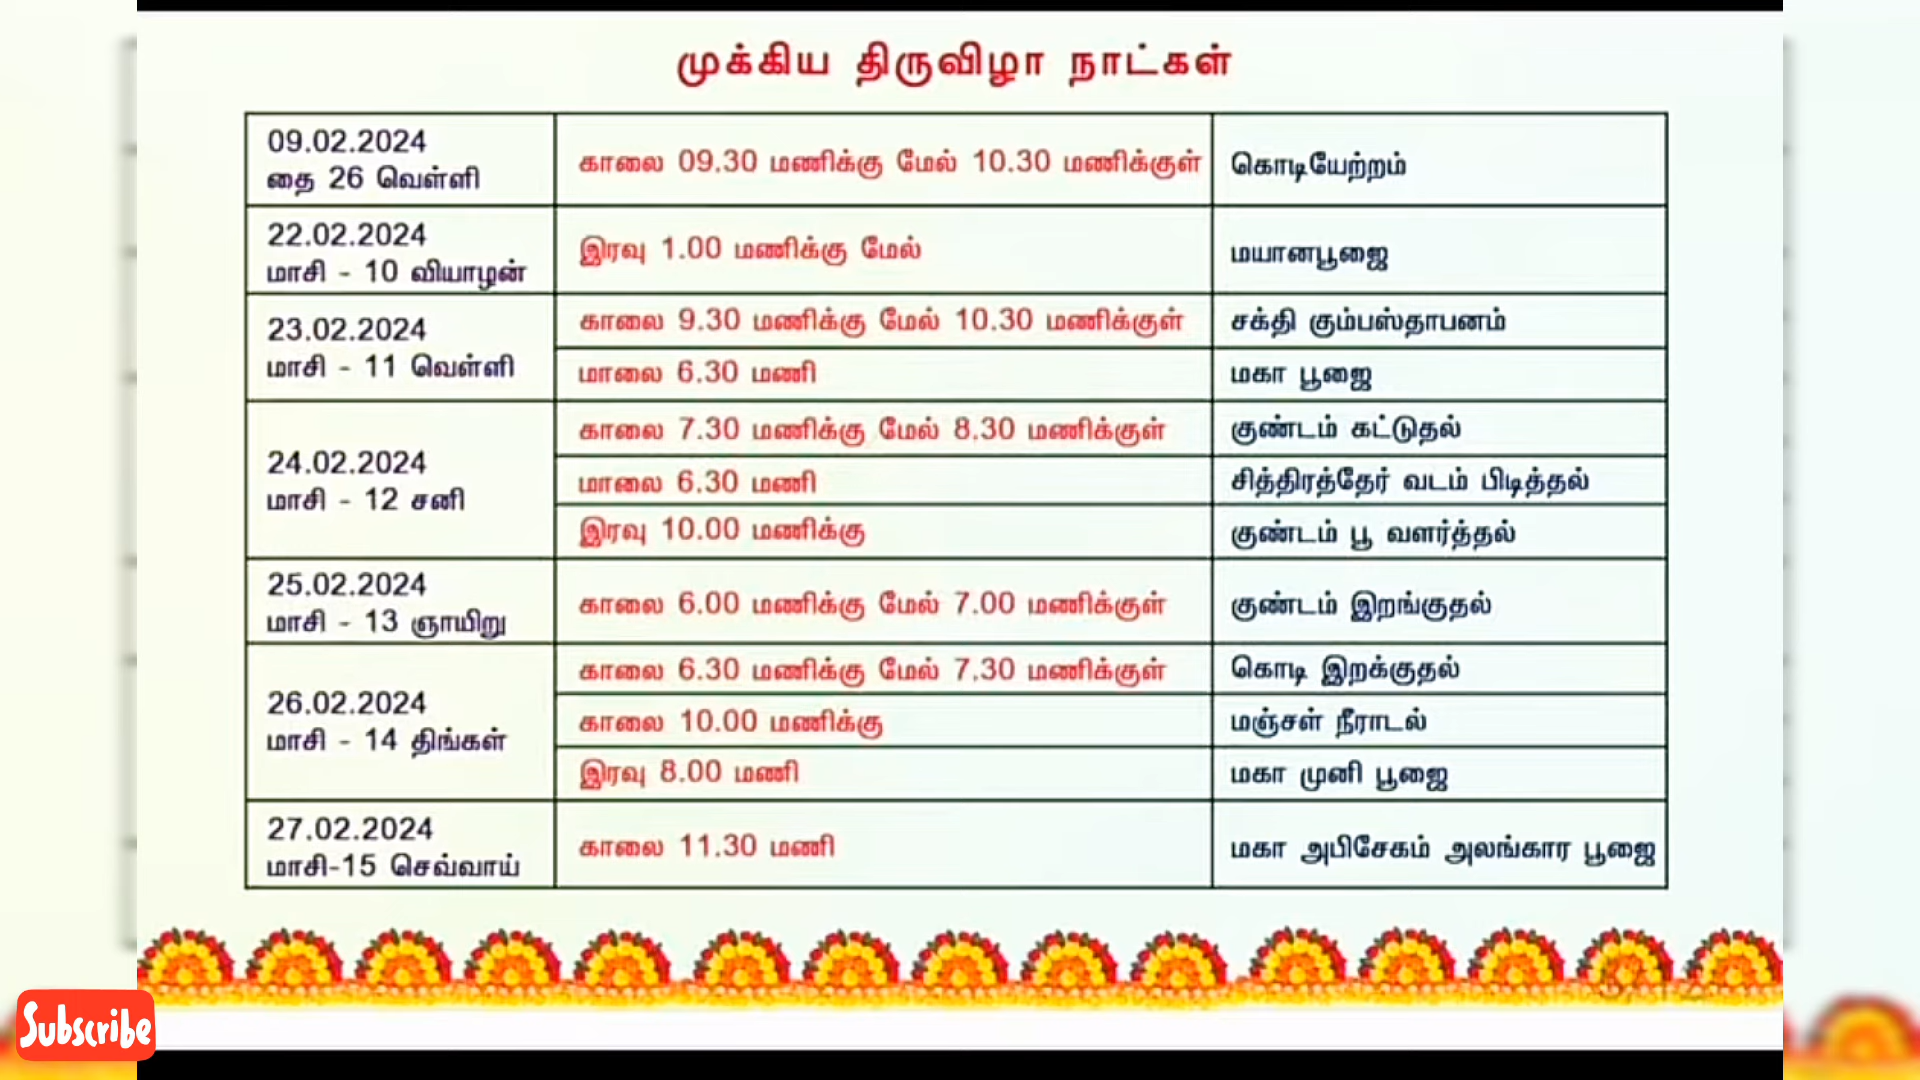 முக்கிய திருவிழா நாட்கள்
09.02.2024
தை 26 வெள்ளி
காலை 09.30 மணிக்கு மேல் 10.30 மணிக்குள்
கொடியேற்றம்
22.02.2024
மாசி - 10 வியாழன்
இரவு 1.00 மணிக்கு மேல்
மயானபூஜை
23.02.2024
மாசி - 11 வெள்ளி
காலை 9.30 மணிக்கு மேல் 10.30 மணிக்குள்
சக்தி கும்பஸ்தாபனம்
மாலை 6.30 மணி
மகா பூஜை
24.02.2024
மாசி - 12 சனி
காலை 7.30 மணிக்கு மேல் 8.30 மணிக்குள்
குண்டம் கட்டுதல்
மாலை 6.30 மணி
சித்திரத்தேர் வடம் பிடித்தல்
இரவு 10.00 மணிக்கு
குண்டம் பூ வளர்த்தல்
25.02.2024
மாசி - 13 ஞாயிறு
காலை 6.00 மணிக்கு மேல் 7.00 மணிக்குள்
குண்டம் இறங்குதல்
26.02.2024
மாசி - 14 திங்கள்
காலை 6.30 மணிக்கு மேல் 7.30 மணிக்குள்
கொடி இறக்குதல்
காலை 10.00 மணிக்கு
மஞ்சள் நீராடல்
இரவு 8.00 மணி
மகா முனி பூஜை
27.02.2024
மாசி-15 செவ்வாய்
காலை 11.30 மணி
மகா அபிசேகம் அலங்கார பூஜை
Subscribe